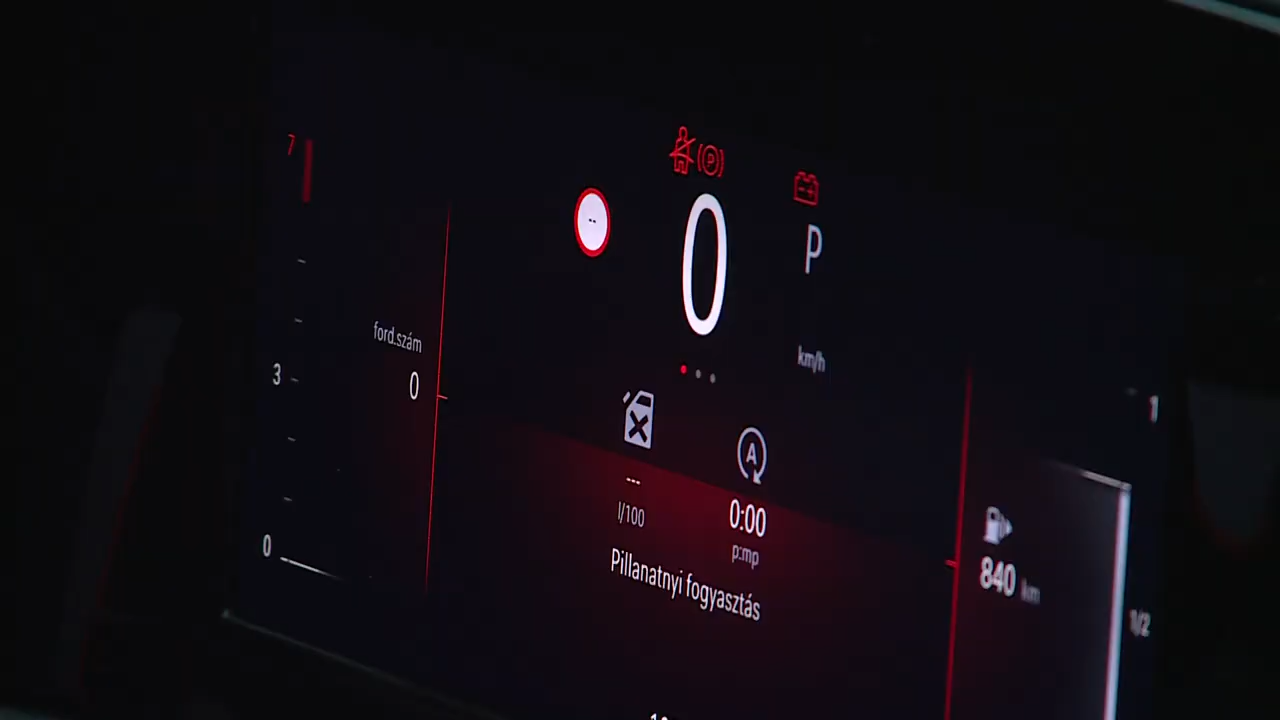 7
3
0
ford.szám
0
--
(P)
0
P
km/h
A
---
l/100
0:00
p:mp
Pillanatnyi fogyasztás
1
840 km
1/2